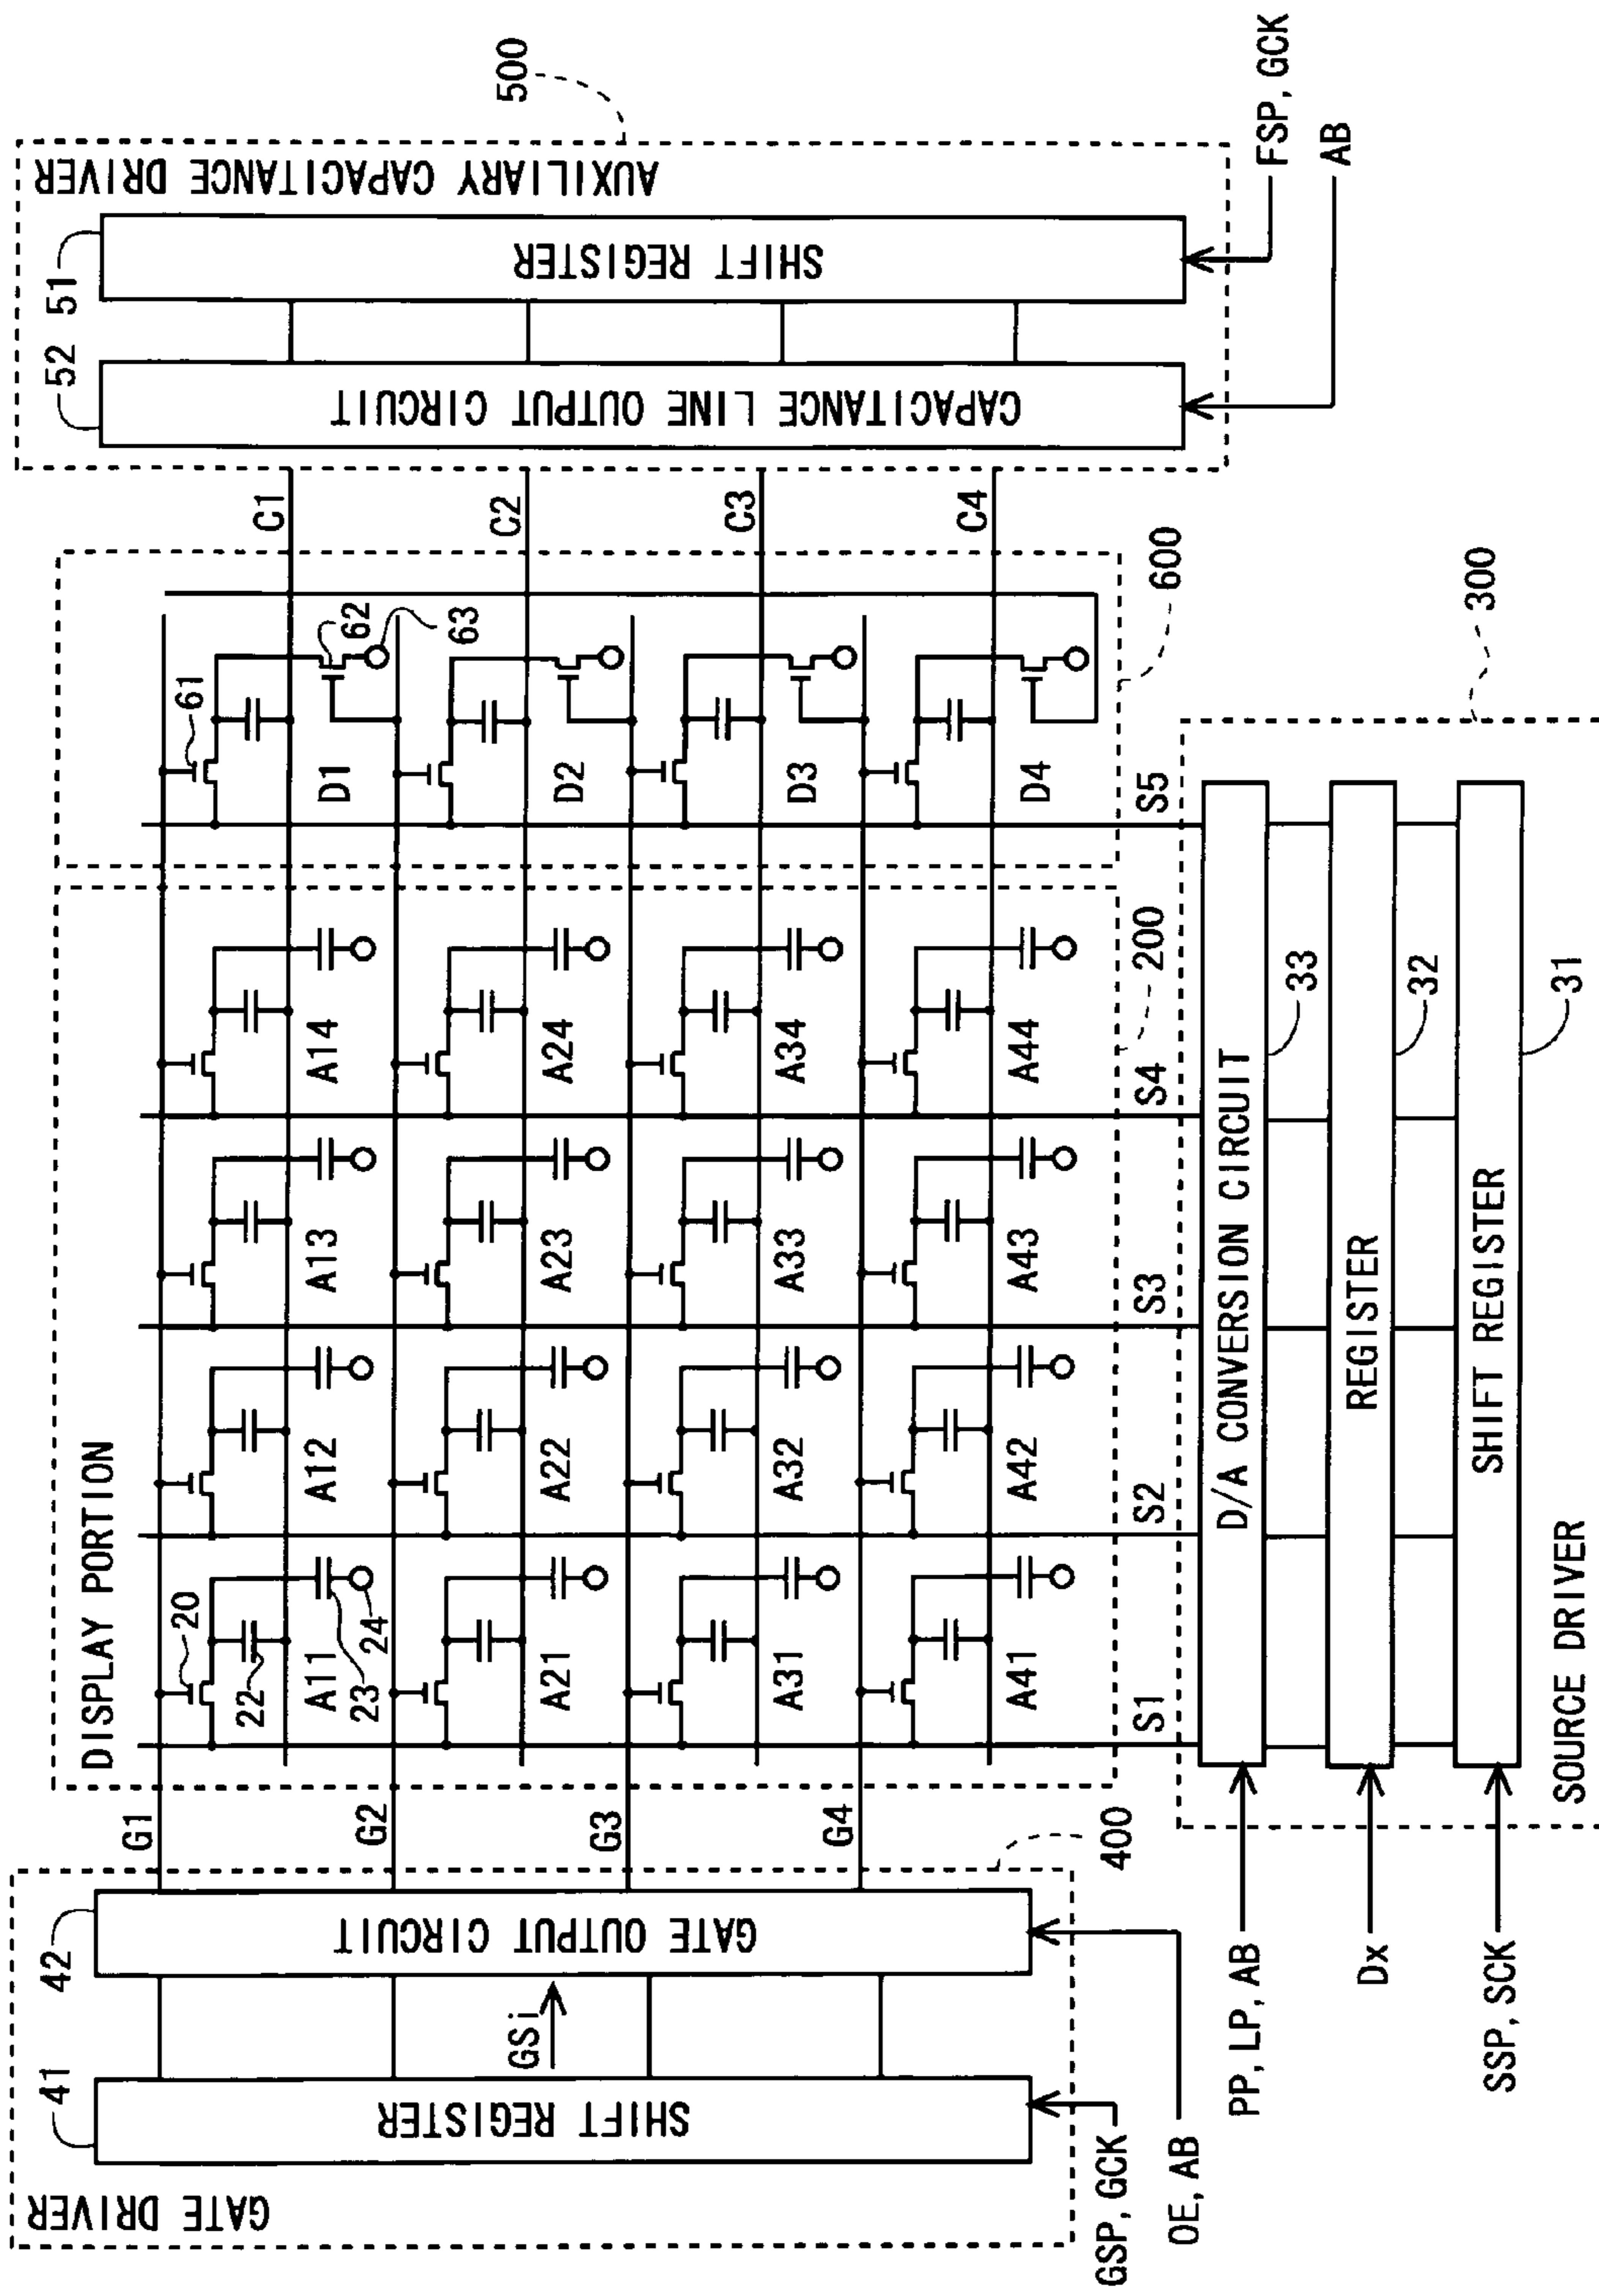 GATE DRIVER
41
SHIFT REGISTER
GSi
42
GATE OUTPUT CIRCUIT
GSP, GCK
OE, AB
400
G1
G2
G3
G4
DISPLAY PORTION
20
22
A11
23
24
A12
A13
A14
A21
A22
A23
A24
A31
A32
A33
A34
A41
A42
A43
A44
200
61
62
63
D1
D2
D3
D4
600
C1
C2
C3
C4
52
CAPACITANCE LINE OUTPUT CIRCUIT
51
SHIFT REGISTER
AUXILIARY CAPACITANCE DRIVER
500
FSP, GCK
AB
S1
S2
S3
S4
S5
300
PP, LP, AB
D/A CONVERSION CIRCUIT
33
Dx
REGISTER
32
SSP, SCK
SHIFT REGISTER
31
SOURCE DRIVER